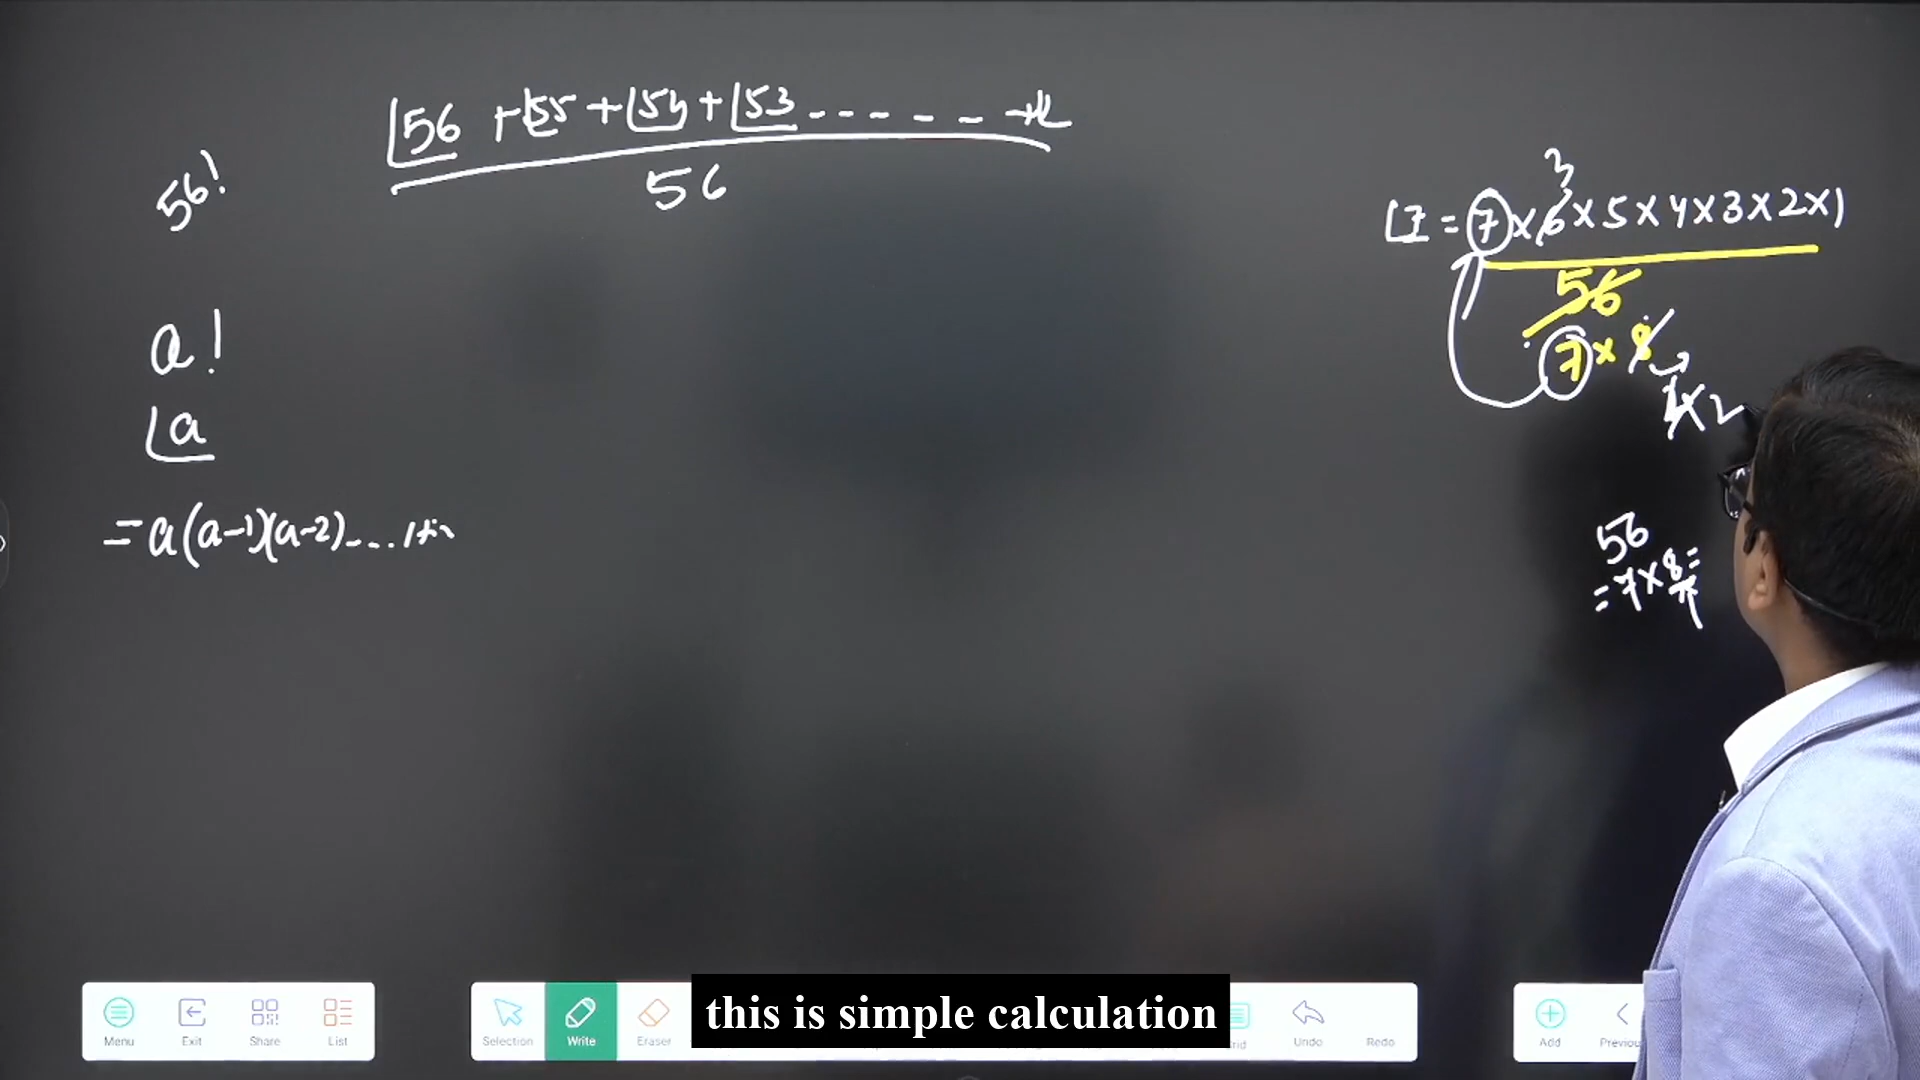 56!
⌊56 + ⌊55 + ⌊54 + ⌊53 - - - - - - +⌊1
56
a!
⌊a
= a(a-1)(a-2)--..
⌊7 = 7×6×5×4×3×2×1
3
56
7 × 8
4×2
56
= 7×8=
this is simple calculation
Menu
Exit
Share
List
Selection
Write
Eraser
Undo
Redo
Add